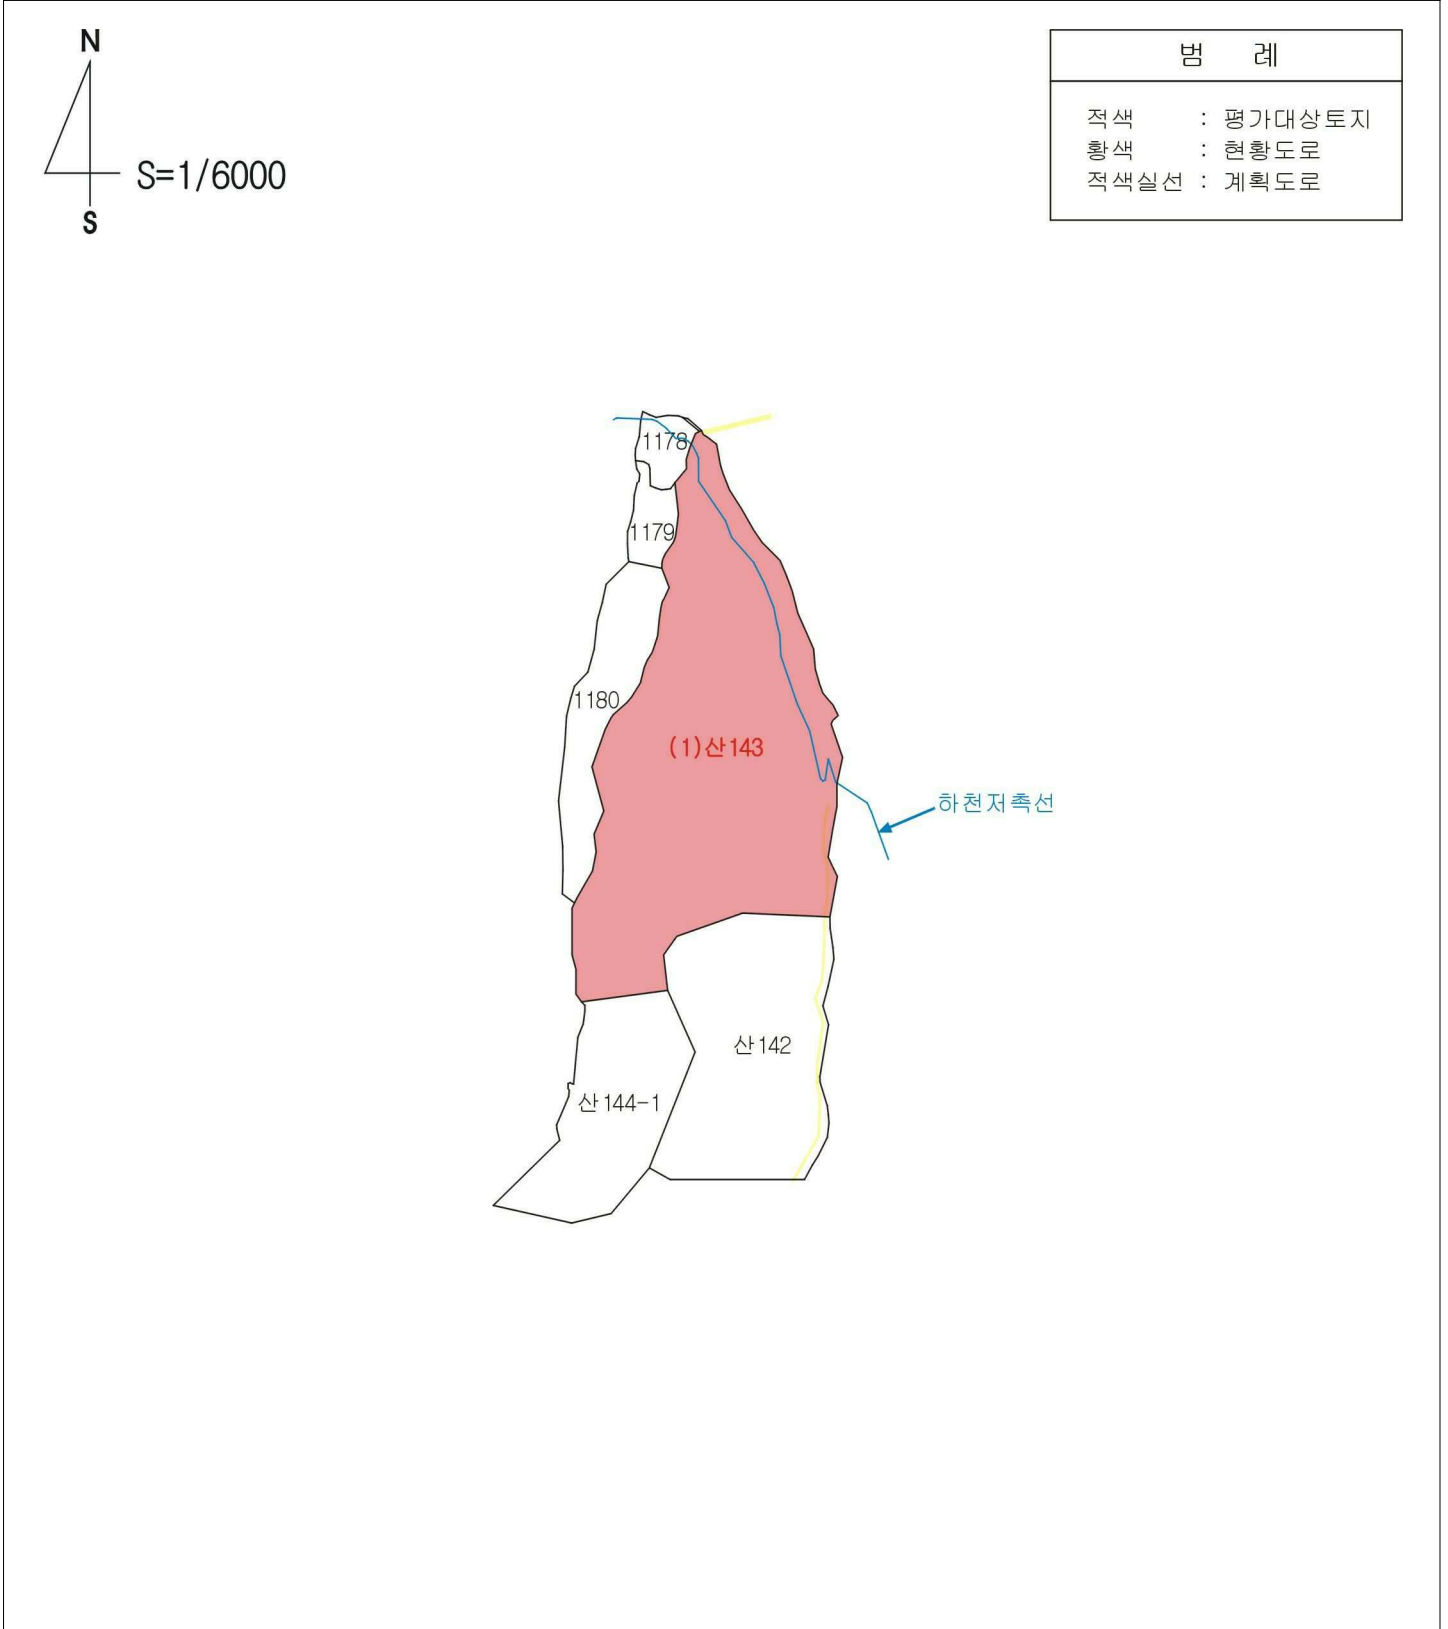 N
S=1/6000
S
범 례
적색 : 평가대상토지
황색 : 현황도로
적색실선 : 계획도로
1178
1179
1180
(1)산143
하천저촉선
산142
산144-1